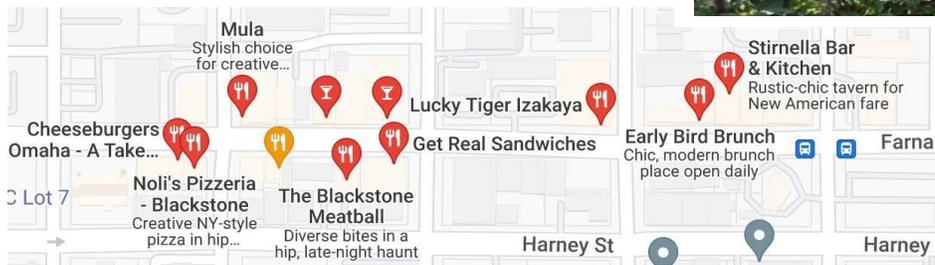 Mula
Stylish choice
for creative...
Stirnella Bar
& Kitchen
Rustic-chic tavern for
New American fare
Lucky Tiger Izakaya
Cheeseburgers
Omaha - A Take...
Get Real Sandwiches
Early Bird Brunch
Chic, modern brunch
place open daily
Farna
C Lot 7
Noli's Pizzeria
- Blackstone
Creative NY-style
pizza in hip...
The Blackstone
Meatball
Diverse bites in a
hip, late-night haunt
Harney St
Harney